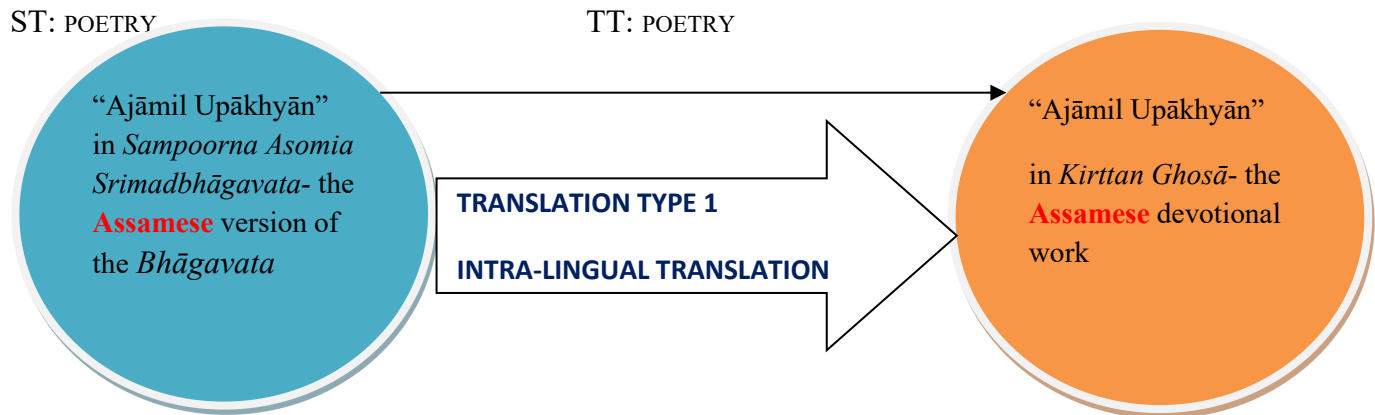 ST: POETRY
TT: POETRY
“Ajāmil Upākhyān”
in Sampoorna Asomia
Srimadbhāgavata- the
Assamese version of
the Bhāgavata
TRANSLATION TYPE 1
INTRA-LINGUAL TRANSLATION
“Ajāmil Upākhyān”
in Kirttan Ghosā- the
Assamese devotional
work